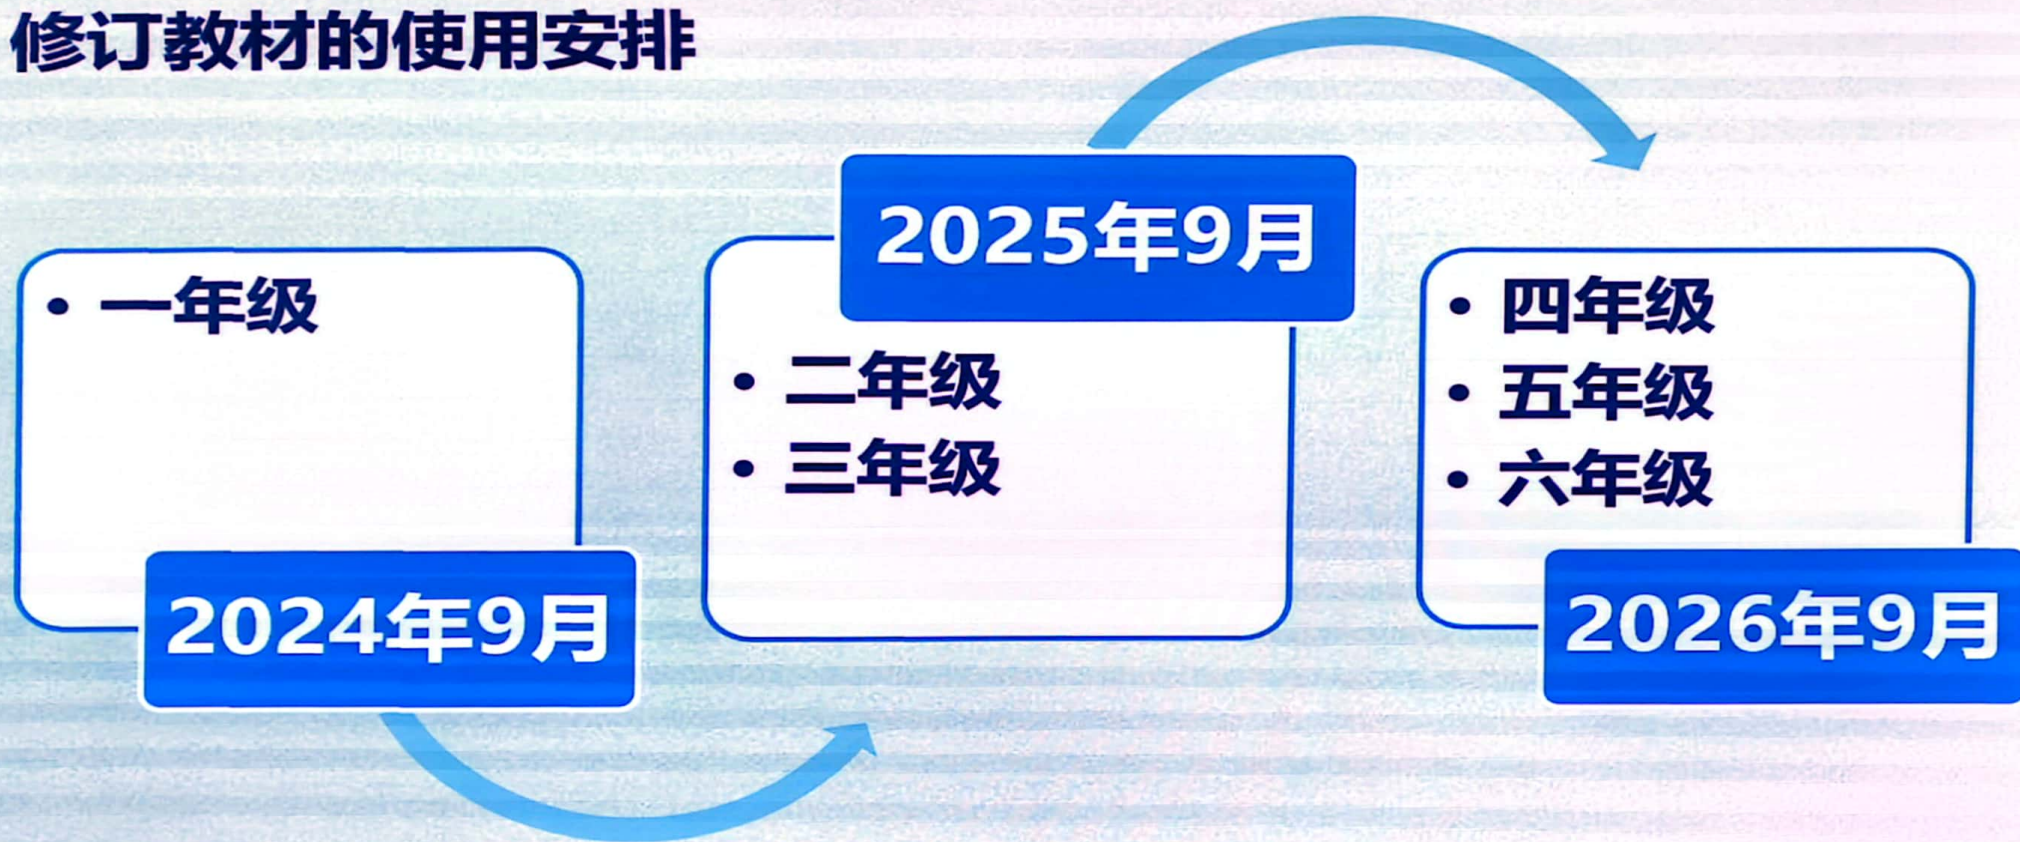 修订教材的使用安排
• 一年级
2024年9月
2025年9月
• 二年级
• 三年级
• 四年级
• 五年级
• 六年级
2026年9月